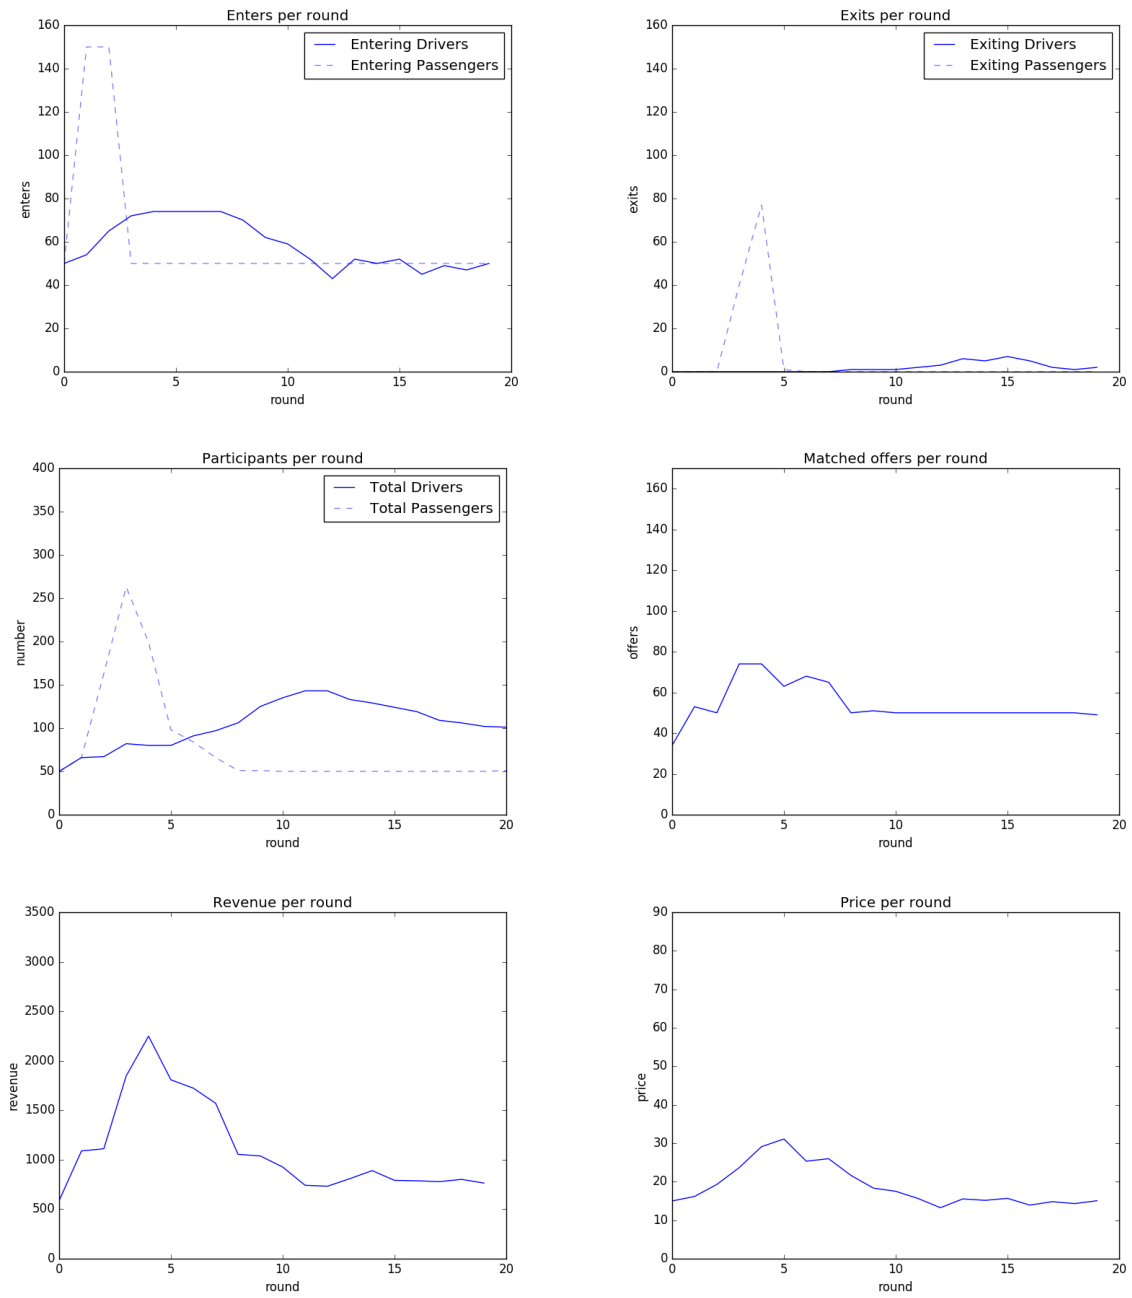 Enters per round
160
140
120
100
80
60
40
20
0
enters
0 5 10 15 20
round
Entering Drivers
Entering Passengers
Exits per round
160
140
120
100
80
60
40
20
0
exits
0 5 10 15 20
round
Exiting Drivers
Exiting Passengers
Participants per round
400
350
300
250
200
150
100
50
0
number
0 5 10 15 20
round
Total Drivers
Total Passengers
Matched offers per round
160
140
120
100
80
60
40
20
0
offers
0 5 10 15 20
round
Revenue per round
3500
3000
2500
2000
1500
1000
500
0
revenue
0 5 10 15 20
round
Price per round
90
80
70
60
50
40
30
20
10
0
price
0 5 10 15 20
round